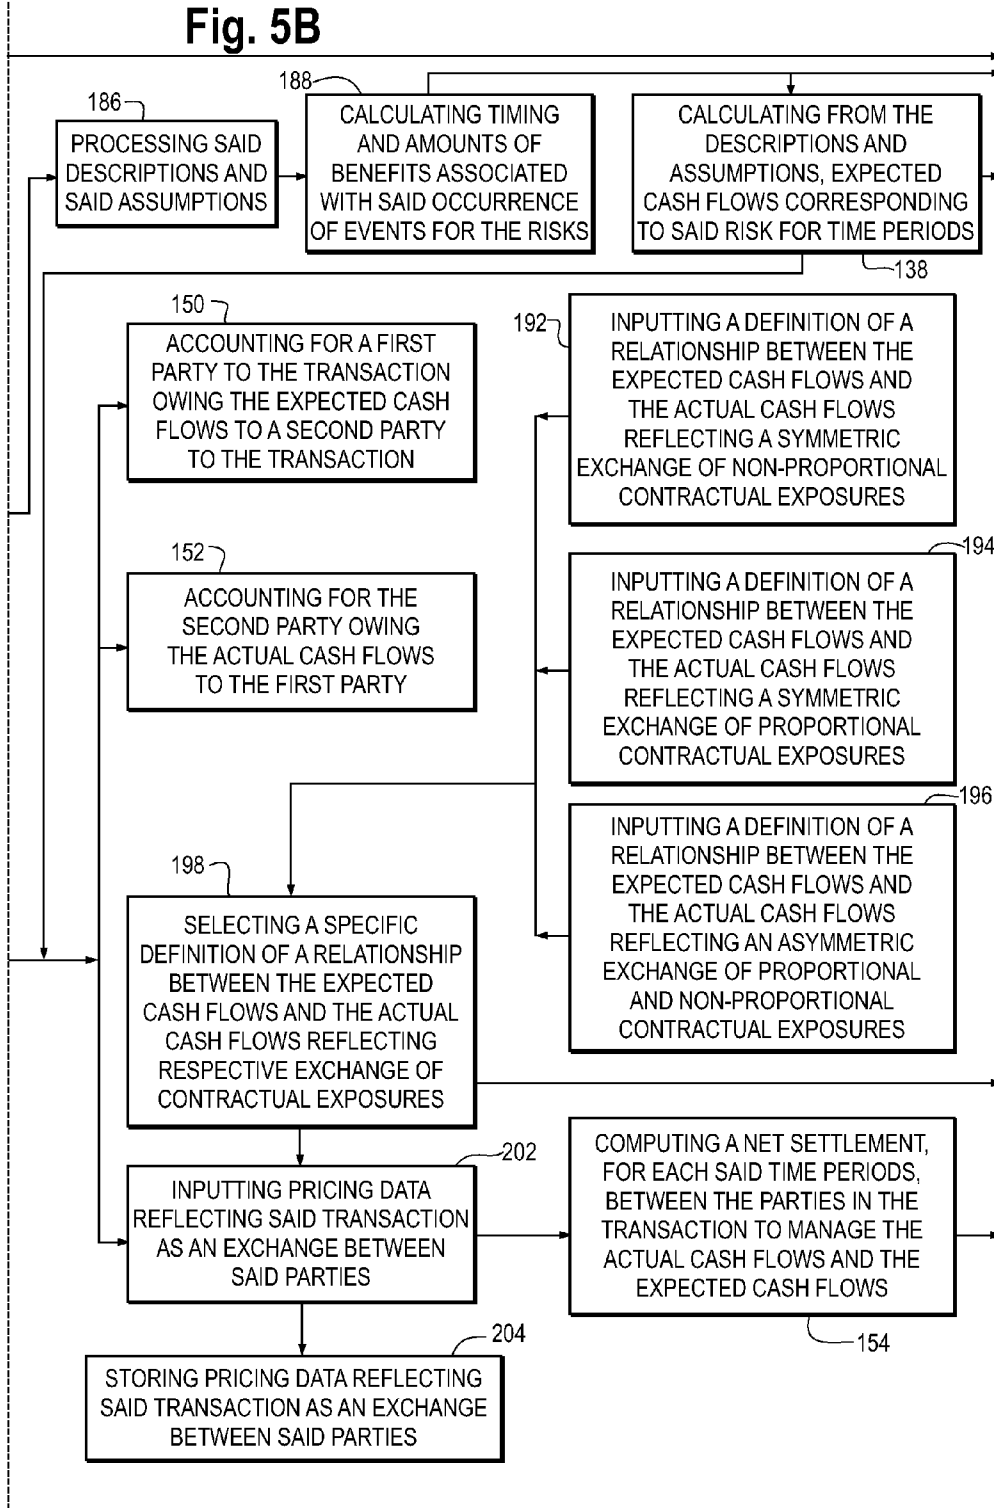 Fig. 5B
186
PROCESSING SAID
DESCRIPTIONS AND
SAID ASSUMPTIONS
188
CALCULATING TIMING
AND AMOUNTS OF
BENEFITS ASSOCIATED
WITH SAID OCCURRENCE
OF EVENTS FOR THE RISKS
CALCULATING FROM THE
DESCRIPTIONS AND
ASSUMPTIONS, EXPECTED
CASH FLOWS CORRESPONDING
TO SAID RISK FOR TIME PERIODS
138
150
ACCOUNTING FOR A FIRST
PARTY TO THE TRANSACTION
OWING THE EXPECTED CASH
FLOWS TO A SECOND PARTY
TO THE TRANSACTION
192
INPUTTING A DEFINITION OF A
RELATIONSHIP BETWEEN THE
EXPECTED CASH FLOWS AND
THE ACTUAL CASH FLOWS
REFLECTING A SYMMETRIC
EXCHANGE OF NON-PROPORTIONAL
CONTRACTUAL EXPOSURES
152
ACCOUNTING FOR THE
SECOND PARTY OWING
THE ACTUAL CASH FLOWS
TO THE FIRST PARTY
194
INPUTTING A DEFINITION OF A
RELATIONSHIP BETWEEN THE
EXPECTED CASH FLOWS AND
THE ACTUAL CASH FLOWS
REFLECTING A SYMMETRIC
EXCHANGE OF PROPORTIONAL
CONTRACTUAL EXPOSURES
196
INPUTTING A DEFINITION OF A
RELATIONSHIP BETWEEN THE
EXPECTED CASH FLOWS AND
THE ACTUAL CASH FLOWS
REFLECTING AN ASYMMETRIC
EXCHANGE OF PROPORTIONAL
AND NON-PROPORTIONAL
CONTRACTUAL EXPOSURES
198
SELECTING A SPECIFIC
DEFINITION OF A RELATIONSHIP
BETWEEN THE EXPECTED
CASH FLOWS AND THE ACTUAL
CASH FLOWS REFLECTING
RESPECTIVE EXCHANGE OF
CONTRACTUAL EXPOSURES
202
INPUTTING PRICING DATA
REFLECTING SAID TRANSACTION
AS AN EXCHANGE BETWEEN
SAID PARTIES
COMPUTING A NET SETTLEMENT,
FOR EACH SAID TIME PERIODS,
BETWEEN THE PARTIES IN THE
TRANSACTION TO MANAGE THE
ACTUAL CASH FLOWS AND THE
EXPECTED CASH FLOWS
154
204
STORING PRICING DATA REFLECTING
SAID TRANSACTION AS AN EXCHANGE
BETWEEN SAID PARTIES